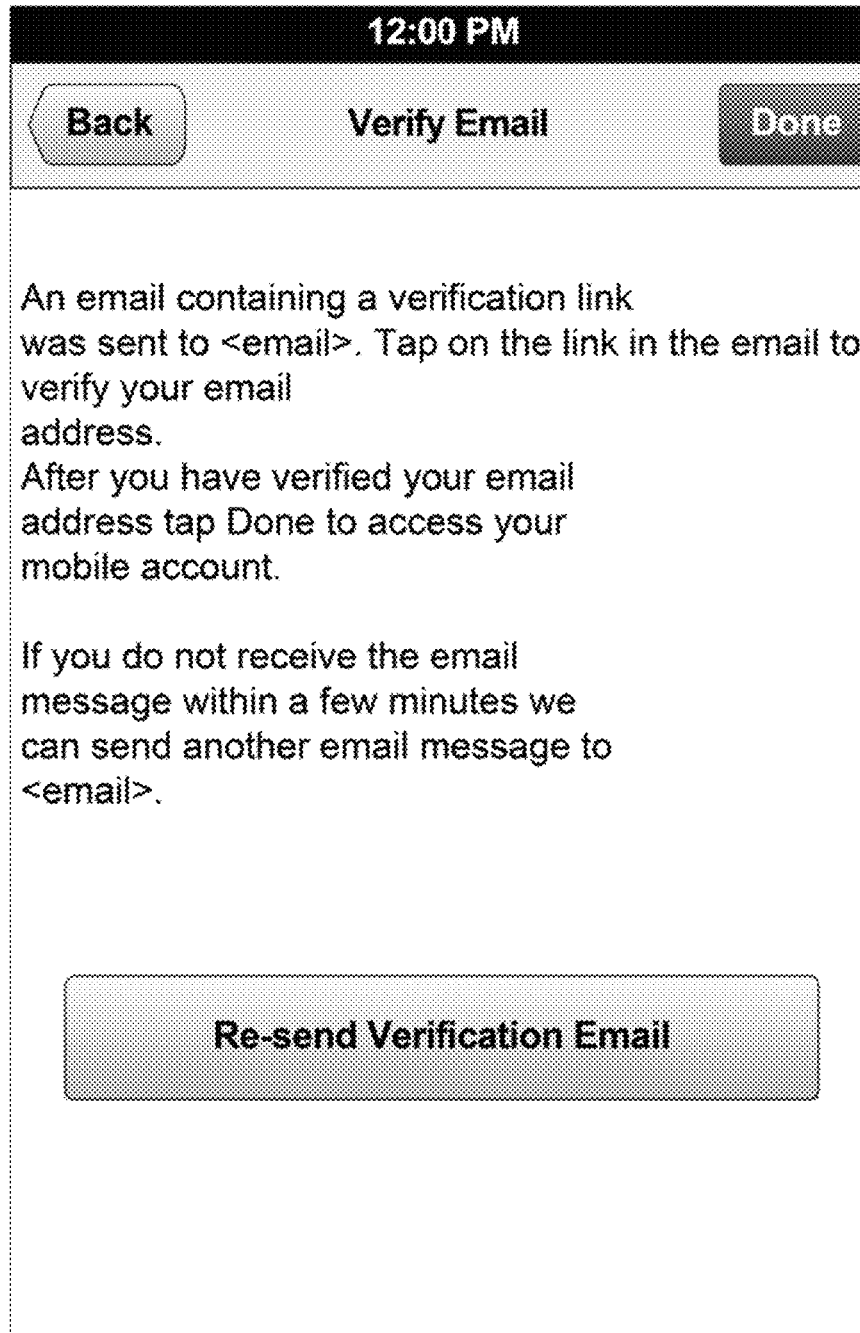 12:00 PM
Back Verify Email Done
An email containing a verification link
was sent to <email>. Tap on the link in the email to
verify your email
address.
After you have verified your email
address tap Done to access your
mobile account.
If you do not receive the email
message within a few minutes we
can send another email message to
<email>.
Re-send Verification Email